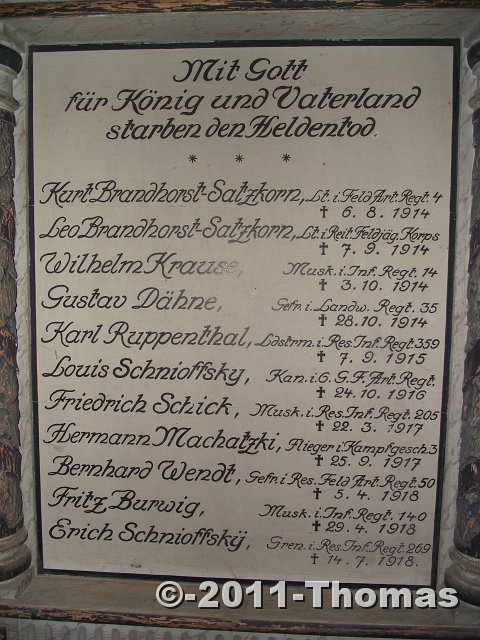 Mit Gott
für König und Vaterland
starben den Heldentod.
* * *
Kurt Brandhorst-Satzkorn, Lt. i. Feld Art. Regt. 4
† 6. 8. 1914
Leo Brandhorst-Satzkorn, Lt. i. Reit. Feldjäg. Korps
† 7. 9. 1914
Wilhelm Krause, Musk. i. Inf. Regt. 14
† 3. 10. 1914
Gustav Dähne, Gefr. i. Landw. Regt. 35
† 28. 10. 1914
Karl Ruppenthal, Ldstrm. i. Res. Inf. Regt. 359
† 7. 9. 1915
Louis Schnioffsky, Kan. i. 6. G. F. Art. Regt.
† 24. 10. 1916
Friedrich Schick, Musk. i. Res. Inf. Regt. 205
† 22. 3. 1917
Hermann Machatzki, Flieger i. Kampfgesch. 3
† 25. 9. 1917
Bernhard Wendt, Gefr. i. Res. Feld Art. Regt. 50
† 5. 4. 1918
Fritz Burwig, Musk. i. Inf. Regt. 140
† 29. 4. 1918
Erich Schnioffskÿ, Gren. i. Res. Inf. Regt. 269
† 14. 7. 1918.
©-2011-Thomas